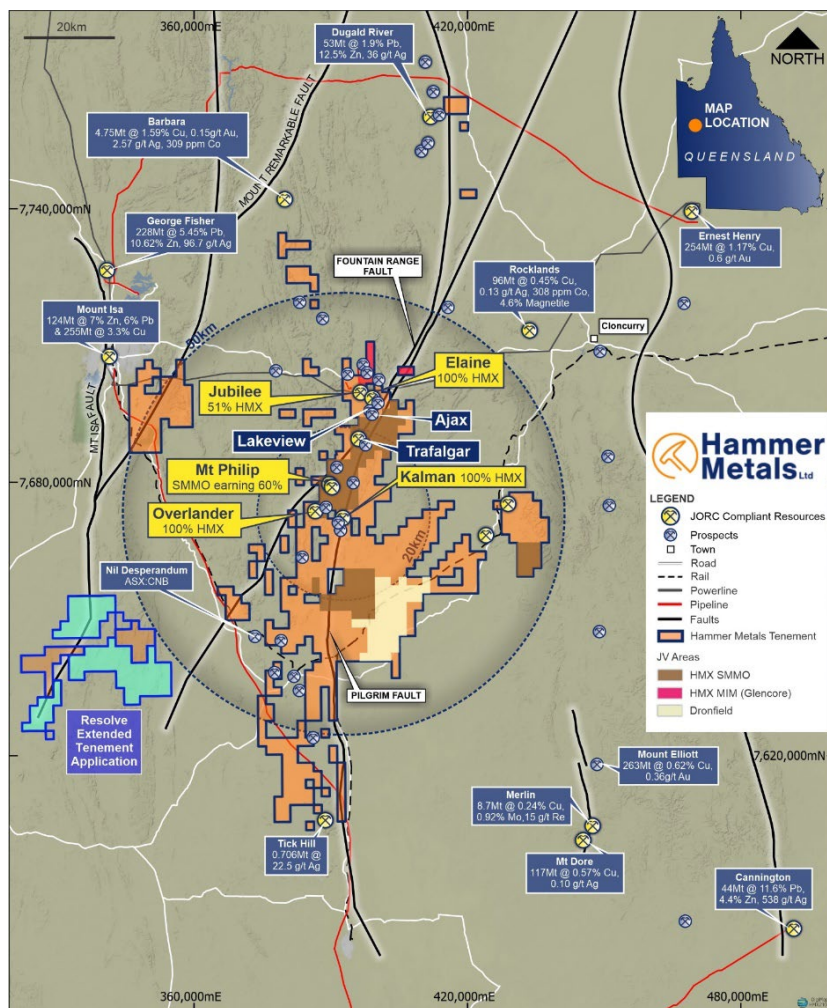 20km
360,000mE
420,000mE
Dugald River
53Mt @ 1.9% Pb,
12.5% Zn, 36 g/t Ag
NORTH
MAP
LOCATION
QUEENSLAND
Barbara
4.75Mt @ 1.59% Cu, 0.15g/t Au,
2.57 g/t Ag, 309 ppm Co
MOUNT REMARKABLE FAULT
7,740,000mN
George Fisher
228Mt @ 5.45% Pb,
10.62% Zn, 96.7 g/t Ag
Ernest Henry
254Mt @ 1.17% Cu,
0.6 g/t Au
FOUNTAIN RANGE
FAULT
Rocklands
96Mt @ 0.45% Cu,
0.13 g/t Ag, 308 ppm Co,
4.6% Magnetite
Mount Isa
124Mt @ 7% Zn, 6% Pb
& 255Mt @ 3.3% Cu
Cloncurry
50km
Elaine
100% HMX
Jubilee
51% HMX
MT ISA FAULT
Lakeview
Ajax
Trafalgar
Hammer
Metals Ltd
Mt Philip
SMMO earning 60%
Kalman 100% HMX
7,680,000mN
Overlander
100% HMX
20km
LEGEND
JORC Compliant Resources
Prospects
Town
Road
Rail
Powerline
Pipeline
Faults
Hammer Metals Tenement
JV Areas
HMX SMMO
HMX MIM (Glencore)
Dronfield
Nil Desperandum
ASX:CNB
PILGRIM FAULT
Resolve
Extended
Tenement
Application
Mount Elliott
263Mt @ 0.62% Cu,
0.36g/t Au
7,620,000mN
Merlin
8.7Mt @ 0.24% Cu,
0.92% Mo,15 g/t Re
Tick Hill
0.706Mt @
22.5 g/t Ag
Mt Dore
117Mt @ 0.57% Cu,
0.10 g/t Ag
Cannington
44Mt @ 11.6% Pb,
4.4% Zn, 538 g/t Ag
360,000mE
420,000mE
480,000mE